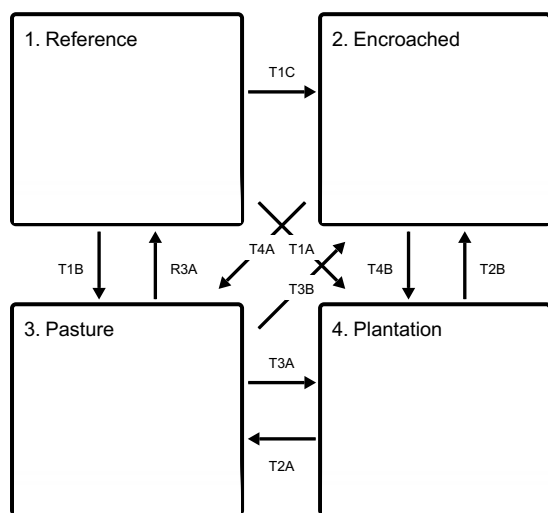 1. Reference
2. Encroached
T1C
T4A
T1A
T1B
R3A
T3B
T4B
T2B
3. Pasture
4. Plantation
T3A
T2A